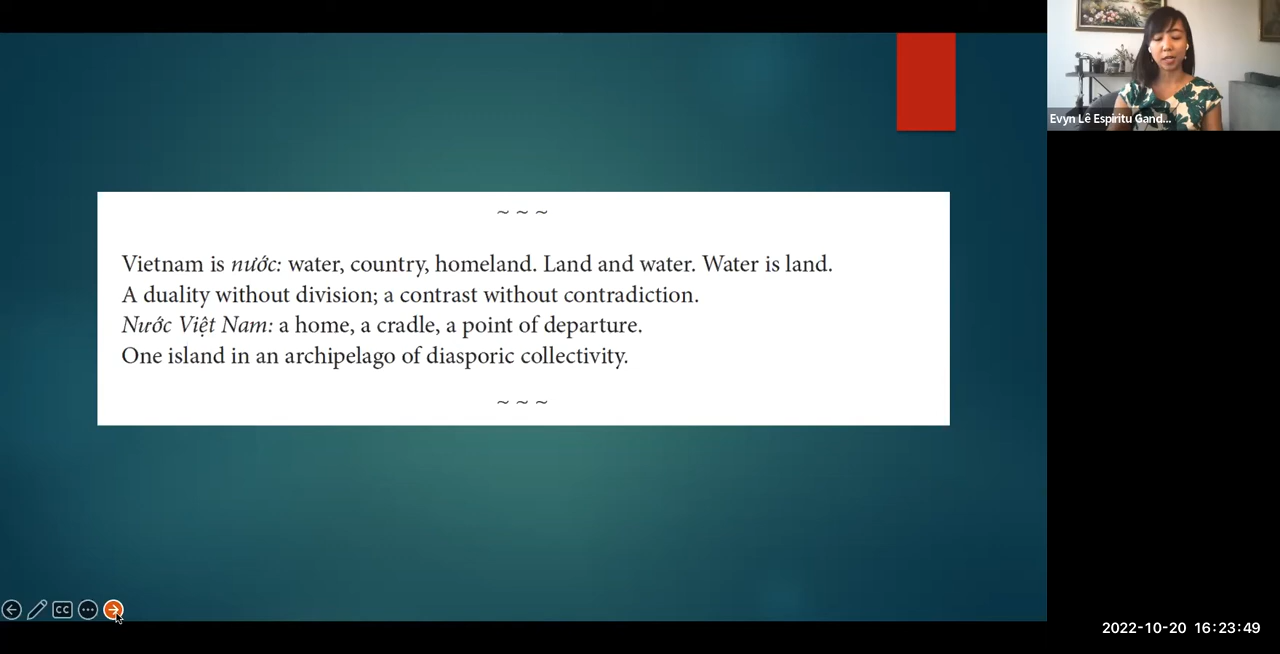 ~ ~ ~
Vietnam is nước: water, country, homeland. Land and water. Water is land.
A duality without division; a contrast without contradiction.
Nước Việt Nam: a home, a cradle, a point of departure.
One island in an archipelago of diasporic collectivity.
~ ~ ~
Evyn Lê Espiritu Gand...
CC
2022-10-20 16:23:49